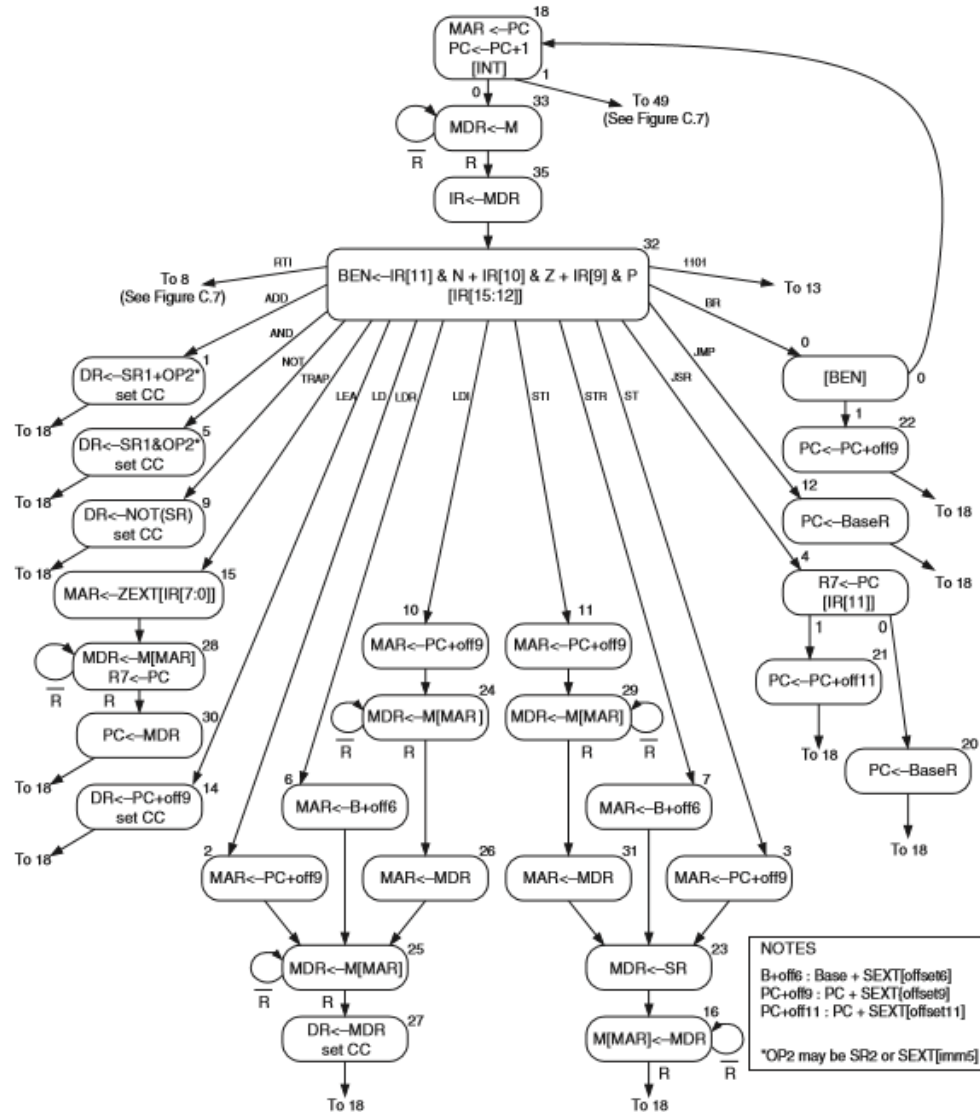 18
MAR <–PC
PC<–PC+1
[INT]
0
1
To 49
(See Figure C.7)
33
MDR<–M
R
R
35
IR<–MDR
32
BEN<–IR[11] & N + IR[10] & Z + IR[9] & P
[IR[15:12]]
RTI
To 8
(See Figure C.7)
1101
To 13
ADD
AND
NOT
TRAP
LEA
LD
LDR
LDI
STI
STR
ST
JSR
JMP
BR
1
DR<–SR1+OP2*
set CC
To 18
5
DR<–SR1&OP2*
set CC
To 18
9
DR<–NOT(SR)
set CC
To 18
15
MAR<–ZEXT[IR[7:0]]
28
MDR<–M[MAR]
R7<–PC
R
R
30
PC<–MDR
To 18
14
DR<–PC+off9
set CC
To 18
2
MAR<–PC+off9
6
MAR<–B+off6
10
MAR<–PC+off9
24
MDR<–M[MAR]
R
R
26
MAR<–MDR
25
MDR<–M[MAR]
R
R
27
DR<–MDR
set CC
To 18
11
MAR<–PC+off9
29
MDR<–M[MAR]
R
R
31
MAR<–MDR
7
MAR<–B+off6
3
MAR<–PC+off9
23
MDR<–SR
16
M[MAR]<–MDR
R
R
To 18
0
[BEN]
0
1
22
PC<–PC+off9
To 18
12
PC<–BaseR
To 18
4
R7<–PC
[IR[11]]
1
0
21
PC<–PC+off11
To 18
20
PC<–BaseR
To 18
NOTES
B+off6 : Base + SEXT[offset6]
PC+off9 : PC + SEXT[offset9]
PC+off11 : PC + SEXT[offset11]
*OP2 may be SR2 or SEXT[imm5]